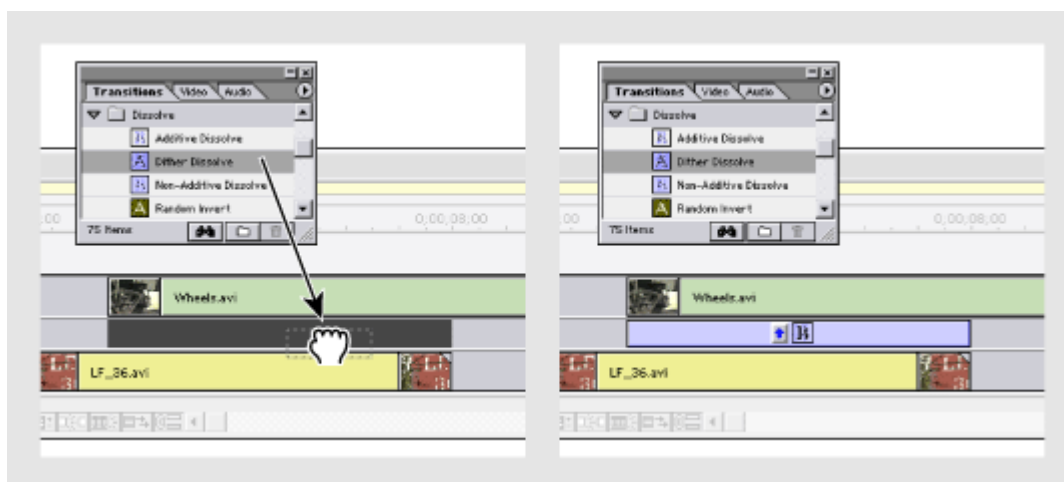 Transitions Video Audio
Dissolve
Additive Dissolve
Dither Dissolve
Non-Additive Dissolve
Random Invert
75 Items
:00
0;00;08;00
Wheels.avi
LF_36.avi
Transitions Video Audio
Dissolve
Additive Dissolve
Dither Dissolve
Non-Additive Dissolve
Random Invert
75 Items
:00
0;00;08;00
Wheels.avi
LF_36.avi